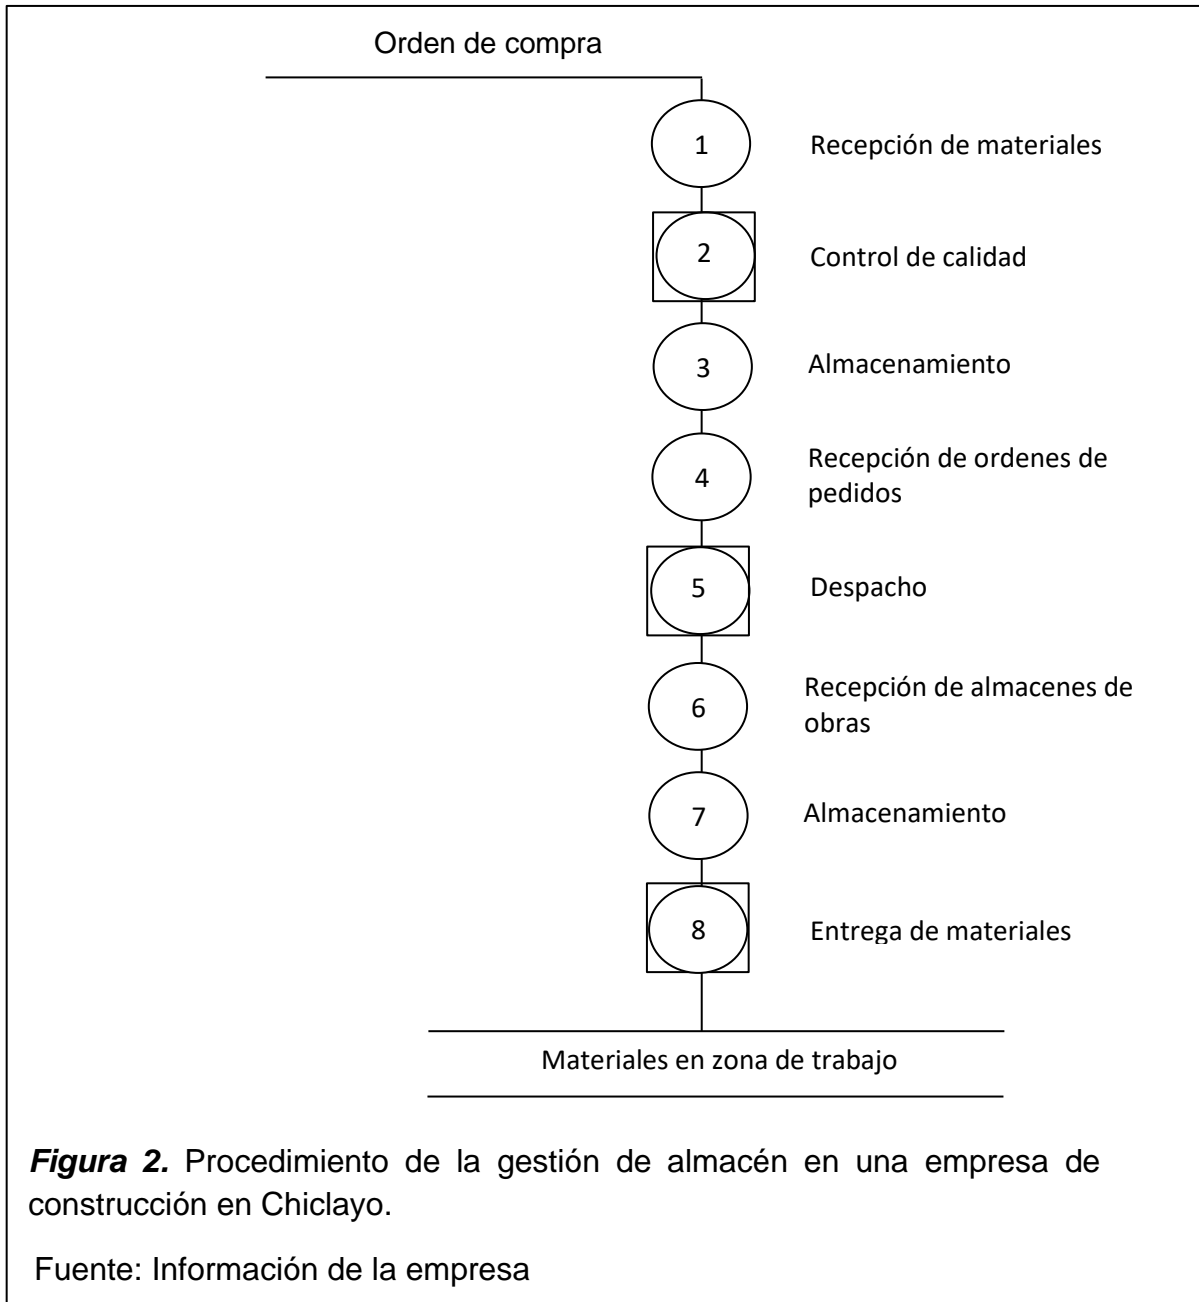 Orden de compra
1
Recepción de materiales
2
Control de calidad
3
Almacenamiento
4
Recepción de ordenes de
pedidos
5
Despacho
6
Recepción de almacenes de
obras
7
Almacenamiento
8
Entrega de materiales
Materiales en zona de trabajo
Figura 2. Procedimiento de la gestión de almacén en una empresa de
construcción en Chiclayo.
Fuente: Información de la empresa